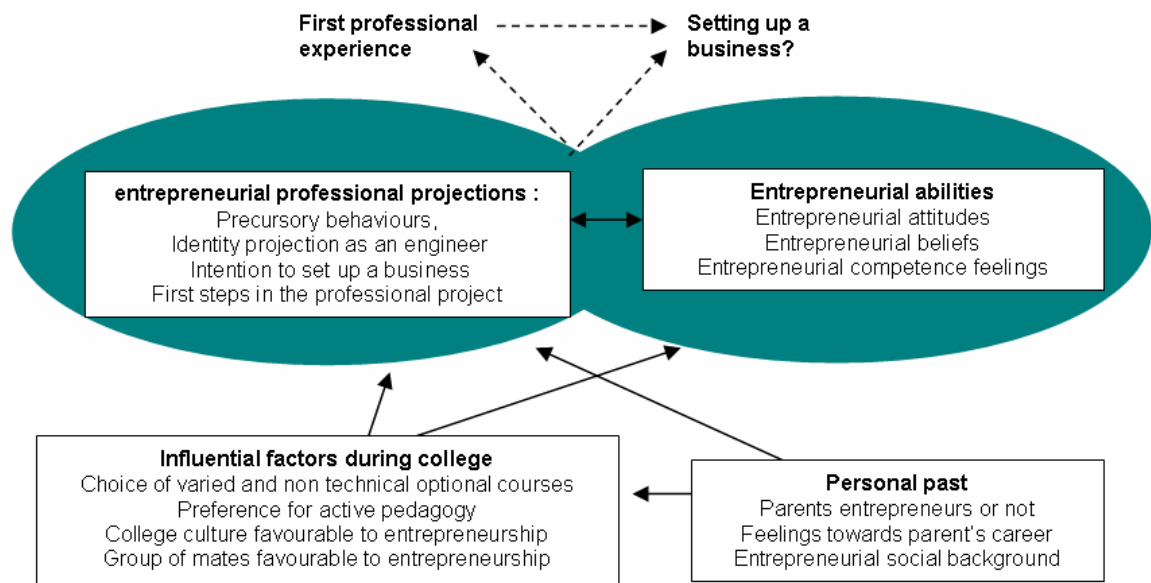 First professional
experience
Setting up a
business?
entrepreneurial professional projections :
Precursory behaviours,
Identity projection as an engineer
Intention to set up a business
First steps in the professional project
Entrepreneurial abilities
Entrepreneurial attitudes
Entrepreneurial beliefs
Entrepreneurial competence feelings
Influential factors during college
Choice of varied and non technical optional courses
Preference for active pedagogy
College culture favourable to entrepreneurship
Group of mates favourable to entrepreneurship
Personal past
Parents entrepreneurs or not
Feelings towards parent's career
Entrepreneurial social background